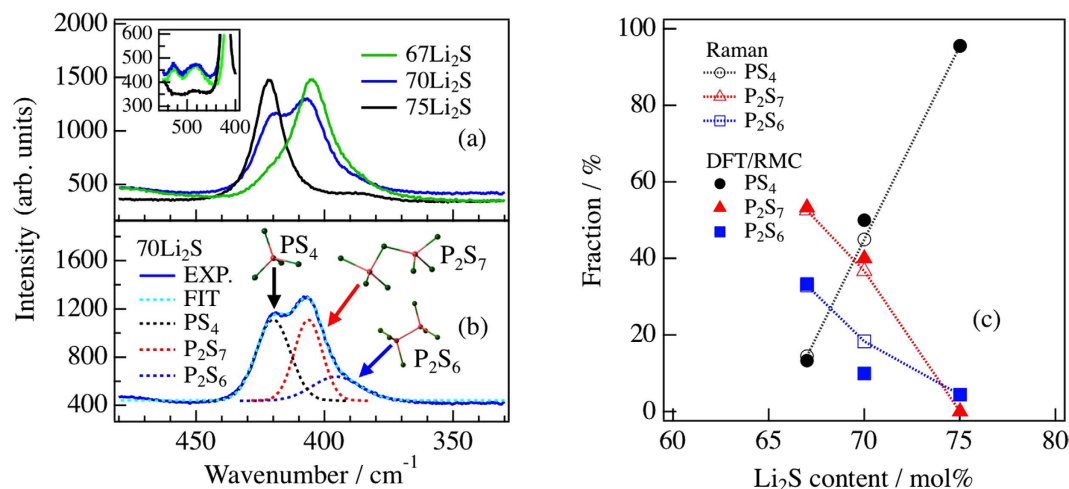 2000
1500
1000
500
600
500
400
300
500 400
67Li₂S
70Li₂S
75Li₂S
(a)
Intensity (arb. units)
1600
1200
800
400
70Li₂S
EXP.
FIT
PS₄
P₂S₇
P₂S₆
PS₄
P₂S₇
P₂S₆
(b)
450 400 350
Wavenumber / cm⁻¹
100
80
60
40
20
0
Fraction / %
Raman
PS₄
P₂S₇
P₂S₆
DFT/RMC
PS₄
P₂S₇
P₂S₆
(c)
60 65 70 75 80
Li₂S content / mol%